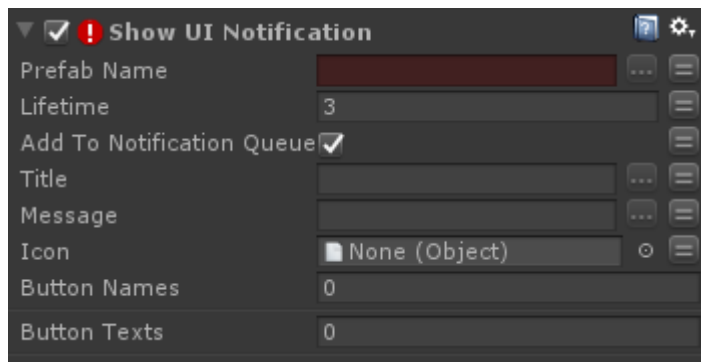 Show UI Notification
Prefab Name ...
Lifetime 3
Add To Notification Queue
Title ...
Message ...
Icon None (Object)
Button Names 0
Button Texts 0